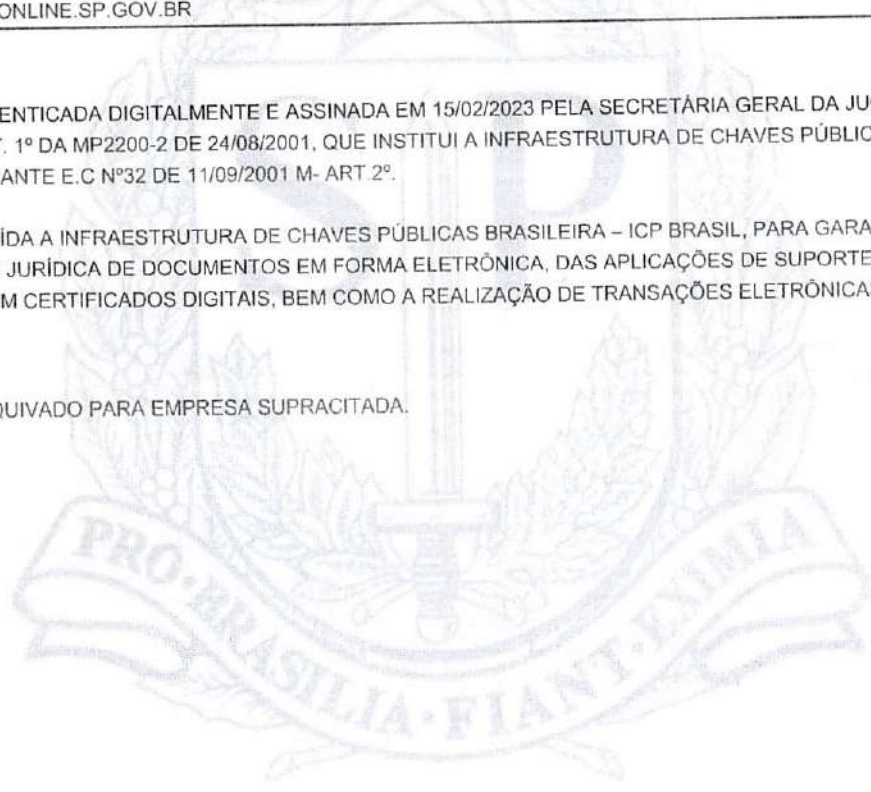 ONLINE.SP.GOV.BR
ENTICADA DIGITALMENTE E ASSINADA EM 15/02/2023 PELA SECRETÁRIA GERAL DA JU
. 1º DA MP2200-2 DE 24/08/2001, QUE INSTITUI A INFRAESTRUTURA DE CHAVES PÚBLIC
ANTE E.C Nº32 DE 11/09/2001 M- ART.2º.
ÍDA A INFRAESTRUTURA DE CHAVES PÚBLICAS BRASILEIRA – ICP BRASIL, PARA GARA
JURÍDICA DE DOCUMENTOS EM FORMA ELETRÔNICA, DAS APLICAÇÕES DE SUPORTE
M CERTIFICADOS DIGITAIS, BEM COMO A REALIZAÇÃO DE TRANSAÇÕES ELETRÔNICA
QUIVADO PARA EMPRESA SUPRACITADA.
S P
PRO·BRASILIA·FIANT·EXIMIA